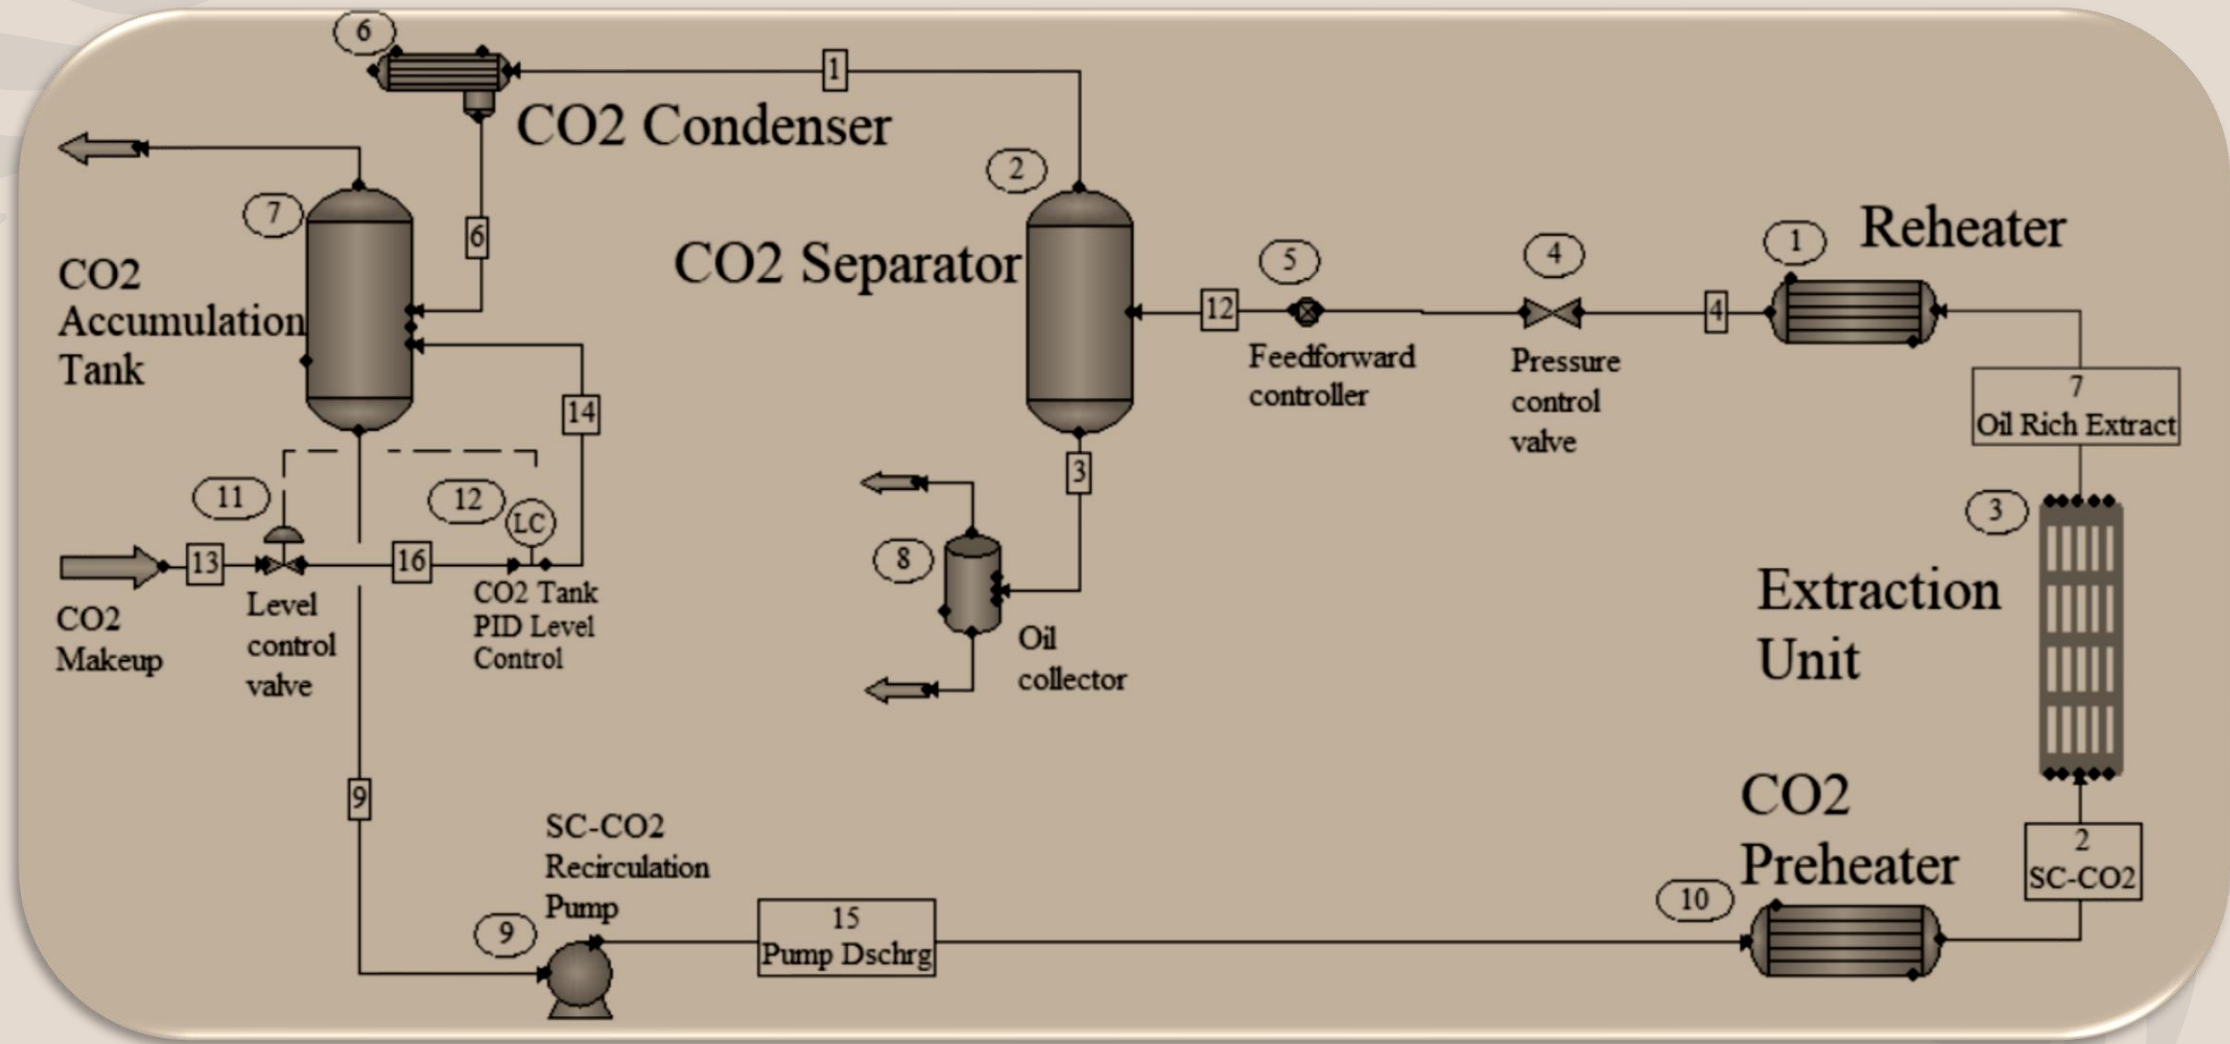 6
1
CO2 Condenser
2
7
6
CO2
Accumulation
Tank
CO2 Separator
5
4
1
Reheater
12
4
Feedforward
controller
Pressure
control
valve
7
Oil Rich Extract
14
3
11
12
LC
8
3
13
16
CO2
Makeup
Level
control
valve
CO2 Tank
PID Level
Control
Oil
collector
Extraction
Unit
9
SC-CO2
Recirculation
Pump
9
15
Pump Dschrg
CO2
Preheater
10
2
SC-CO2